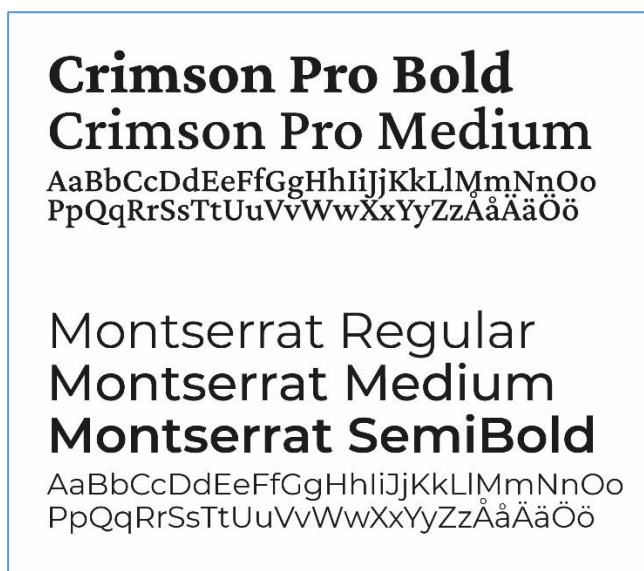 Crimson Pro Bold
Crimson Pro Medium
AaBbCcDdEeFfGgHhIiJjKkLlMmNnOo
PpQqRrSsTtUuVvWwXxYyZzÅåÄäÖö
Montserrat Regular
Montserrat Medium
Montserrat SemiBold
AaBbCcDdEeFfGgHhIiJjKkLlMmNnOo
PpQqRrSsTtUuVvWwXxYyZzÅåÄäÖö